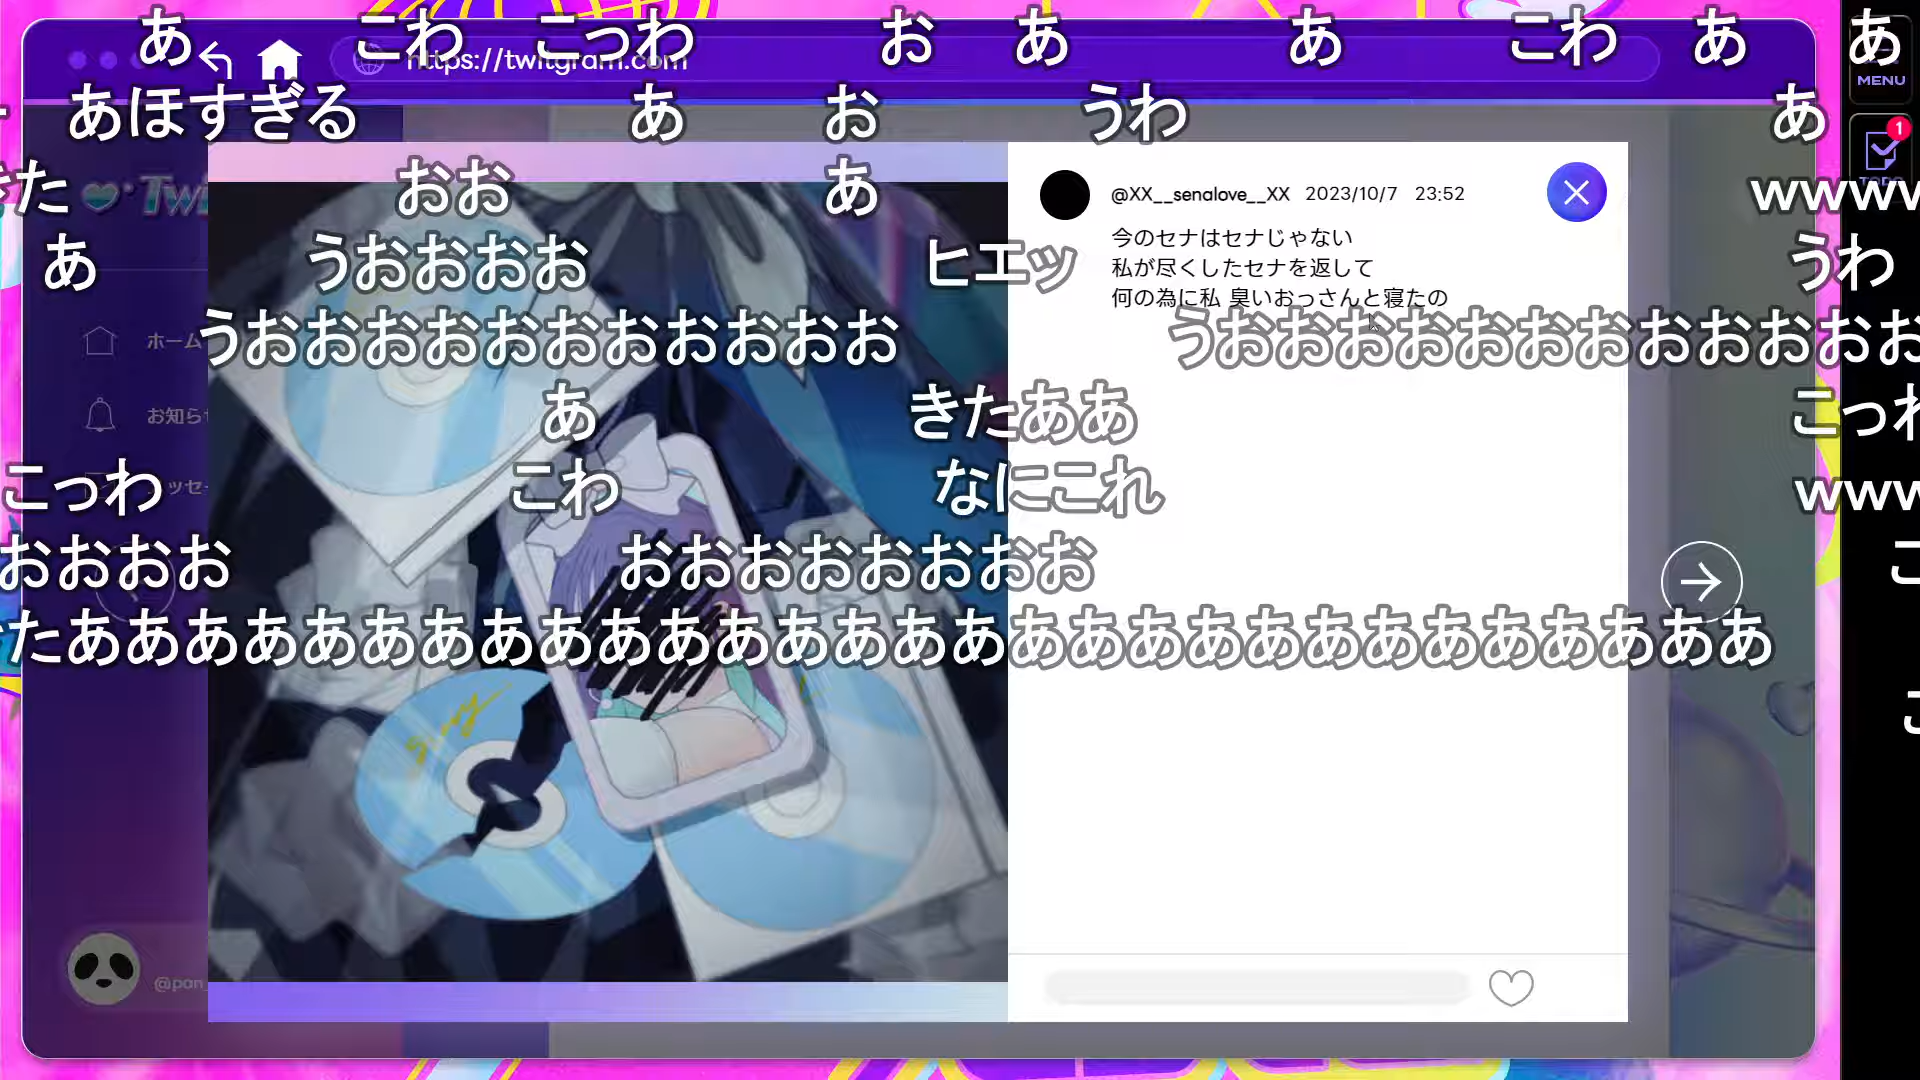 あ こわ こっわ お あ あ こわ あ あ
https://twitgram.com
MENU
あほすぎる あ お うわ あ
1
きた おお あ wwww
@XX__senalove__XX 2023/10/7 23:52
今のセナはセナじゃない
私が尽くしたセナを返して
何の為に私 臭いおっさんと寝たの
あ うおおおお ヒエッ うわ
ホーム
うおおおおおおおおおおお うおおおおおおおおおおおお
お知らせ
あ きたああ こっわ
こっわ こわ なにこれ www
おおおお おおおおおおおお こ
きたあああああああああああああああああああああああああああああ
Sing
こ
@pan_